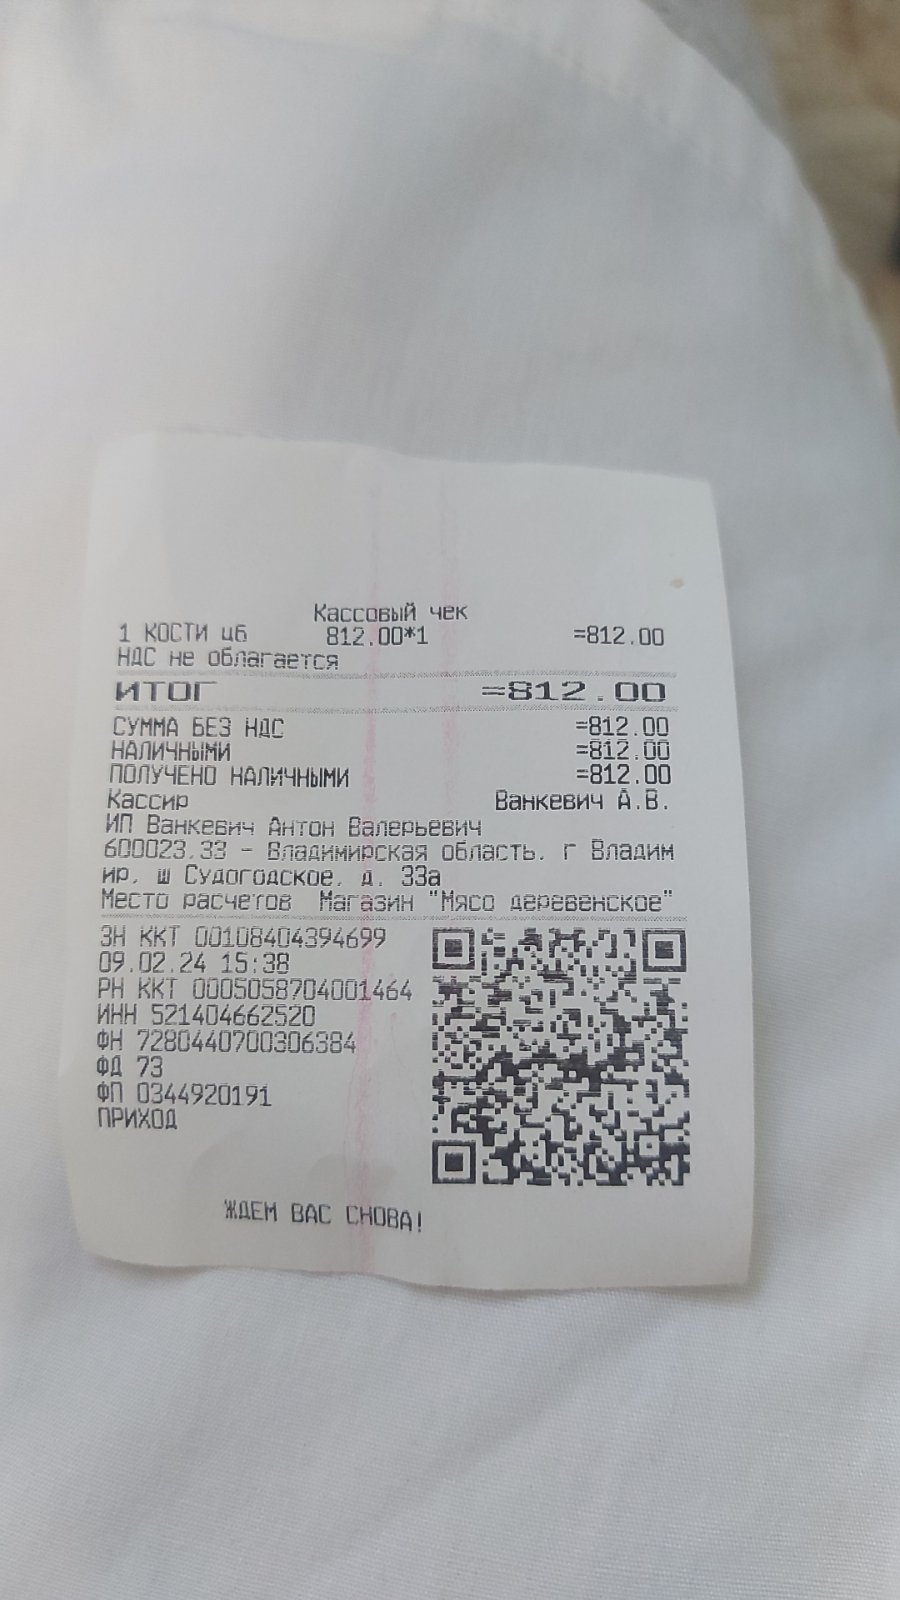 Кассовый чек
1 КОСТИ цб 812.00*1 =812.00
НДС не облагается
ИТОГ =812.00
СУММА БЕЗ НДС =812.00
НАЛИЧНЫМИ =812.00
ПОЛУЧЕНО НАЛИЧНЫМИ =812.00
Кассир Ванкевич А.В.
ИП Ванкевич Антон Валерьевич
600023,33 - Владимирская область, г Владим
ир, ш Судогодское, д. 33а
Место расчетов Магазин "Мясо деревенское"
ЗН ККТ 00108404394699
09.02.24 15:38
РН ККТ 0005058704001464
ИНН 521404662520
ФН 7280440700306384
ФД 73
ФП 0344920191
ПРИХОД
ЖДЕМ ВАС СНОВА!